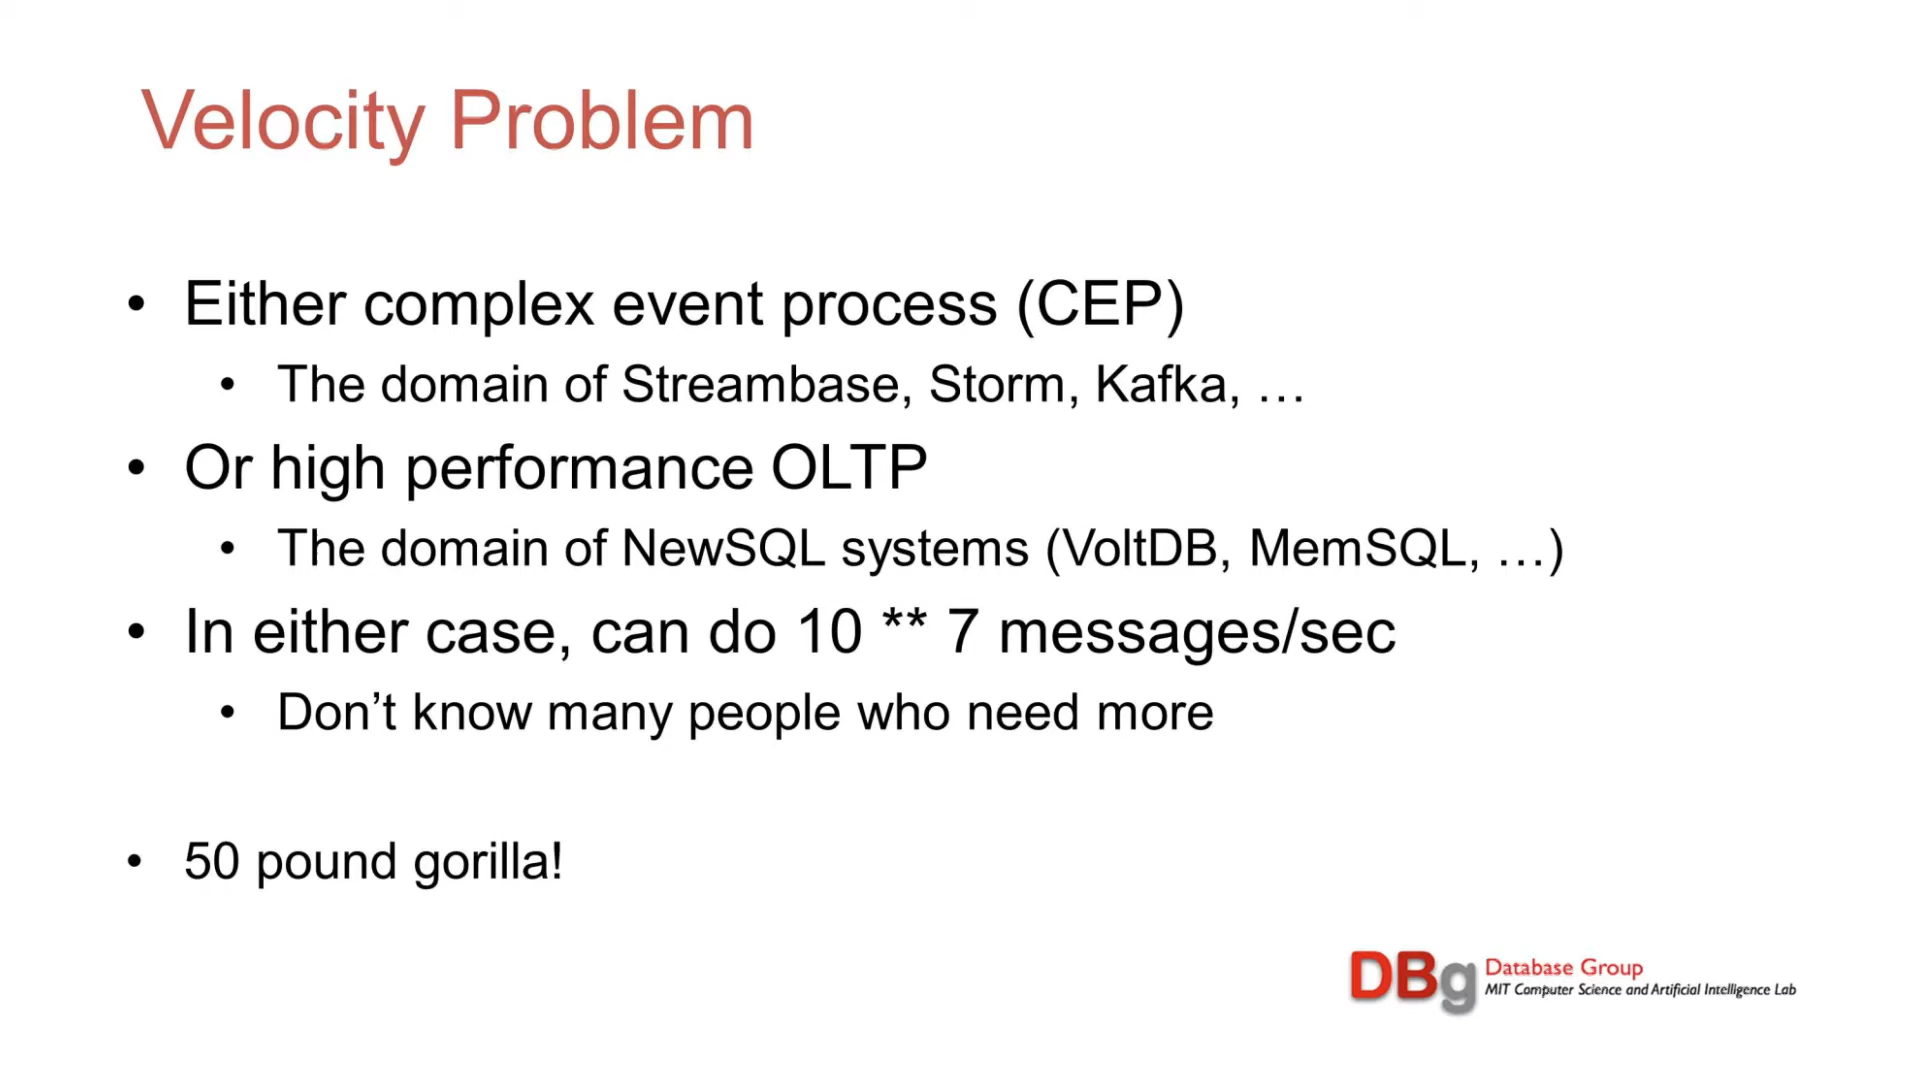 Velocity Problem
• Either complex event process (CEP)
• The domain of Streambase, Storm, Kafka, …
• Or high performance OLTP
• The domain of NewSQL systems (VoltDB, MemSQL, …)
• In either case, can do 10 ** 7 messages/sec
• Don’t know many people who need more
• 50 pound gorilla!
DBg Database Group
MIT Computer Science and Artificial Intelligence Lab